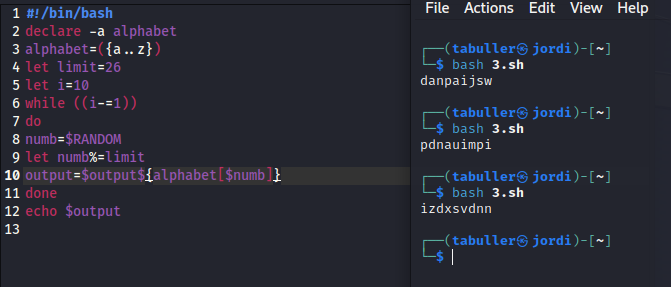 1 #!/bin/bash
2 declare -a alphabet
3 alphabet=({a..z})
4 let limit=26
5 let i=10
6 while ((i-=1))
7 do
8 numb=$RANDOM
9 let numb%=limit
10 output=$output${alphabet[$numb]}
11 done
12 echo $output
13
File Actions Edit View Help
┌──(tabuller㉿jordi)-[~]
└─$ bash 3.sh
danpaijsw
┌──(tabuller㉿jordi)-[~]
└─$ bash 3.sh
pdnauimpi
┌──(tabuller㉿jordi)-[~]
└─$ bash 3.sh
izdxsvdnn
┌──(tabuller㉿jordi)-[~]
└─$